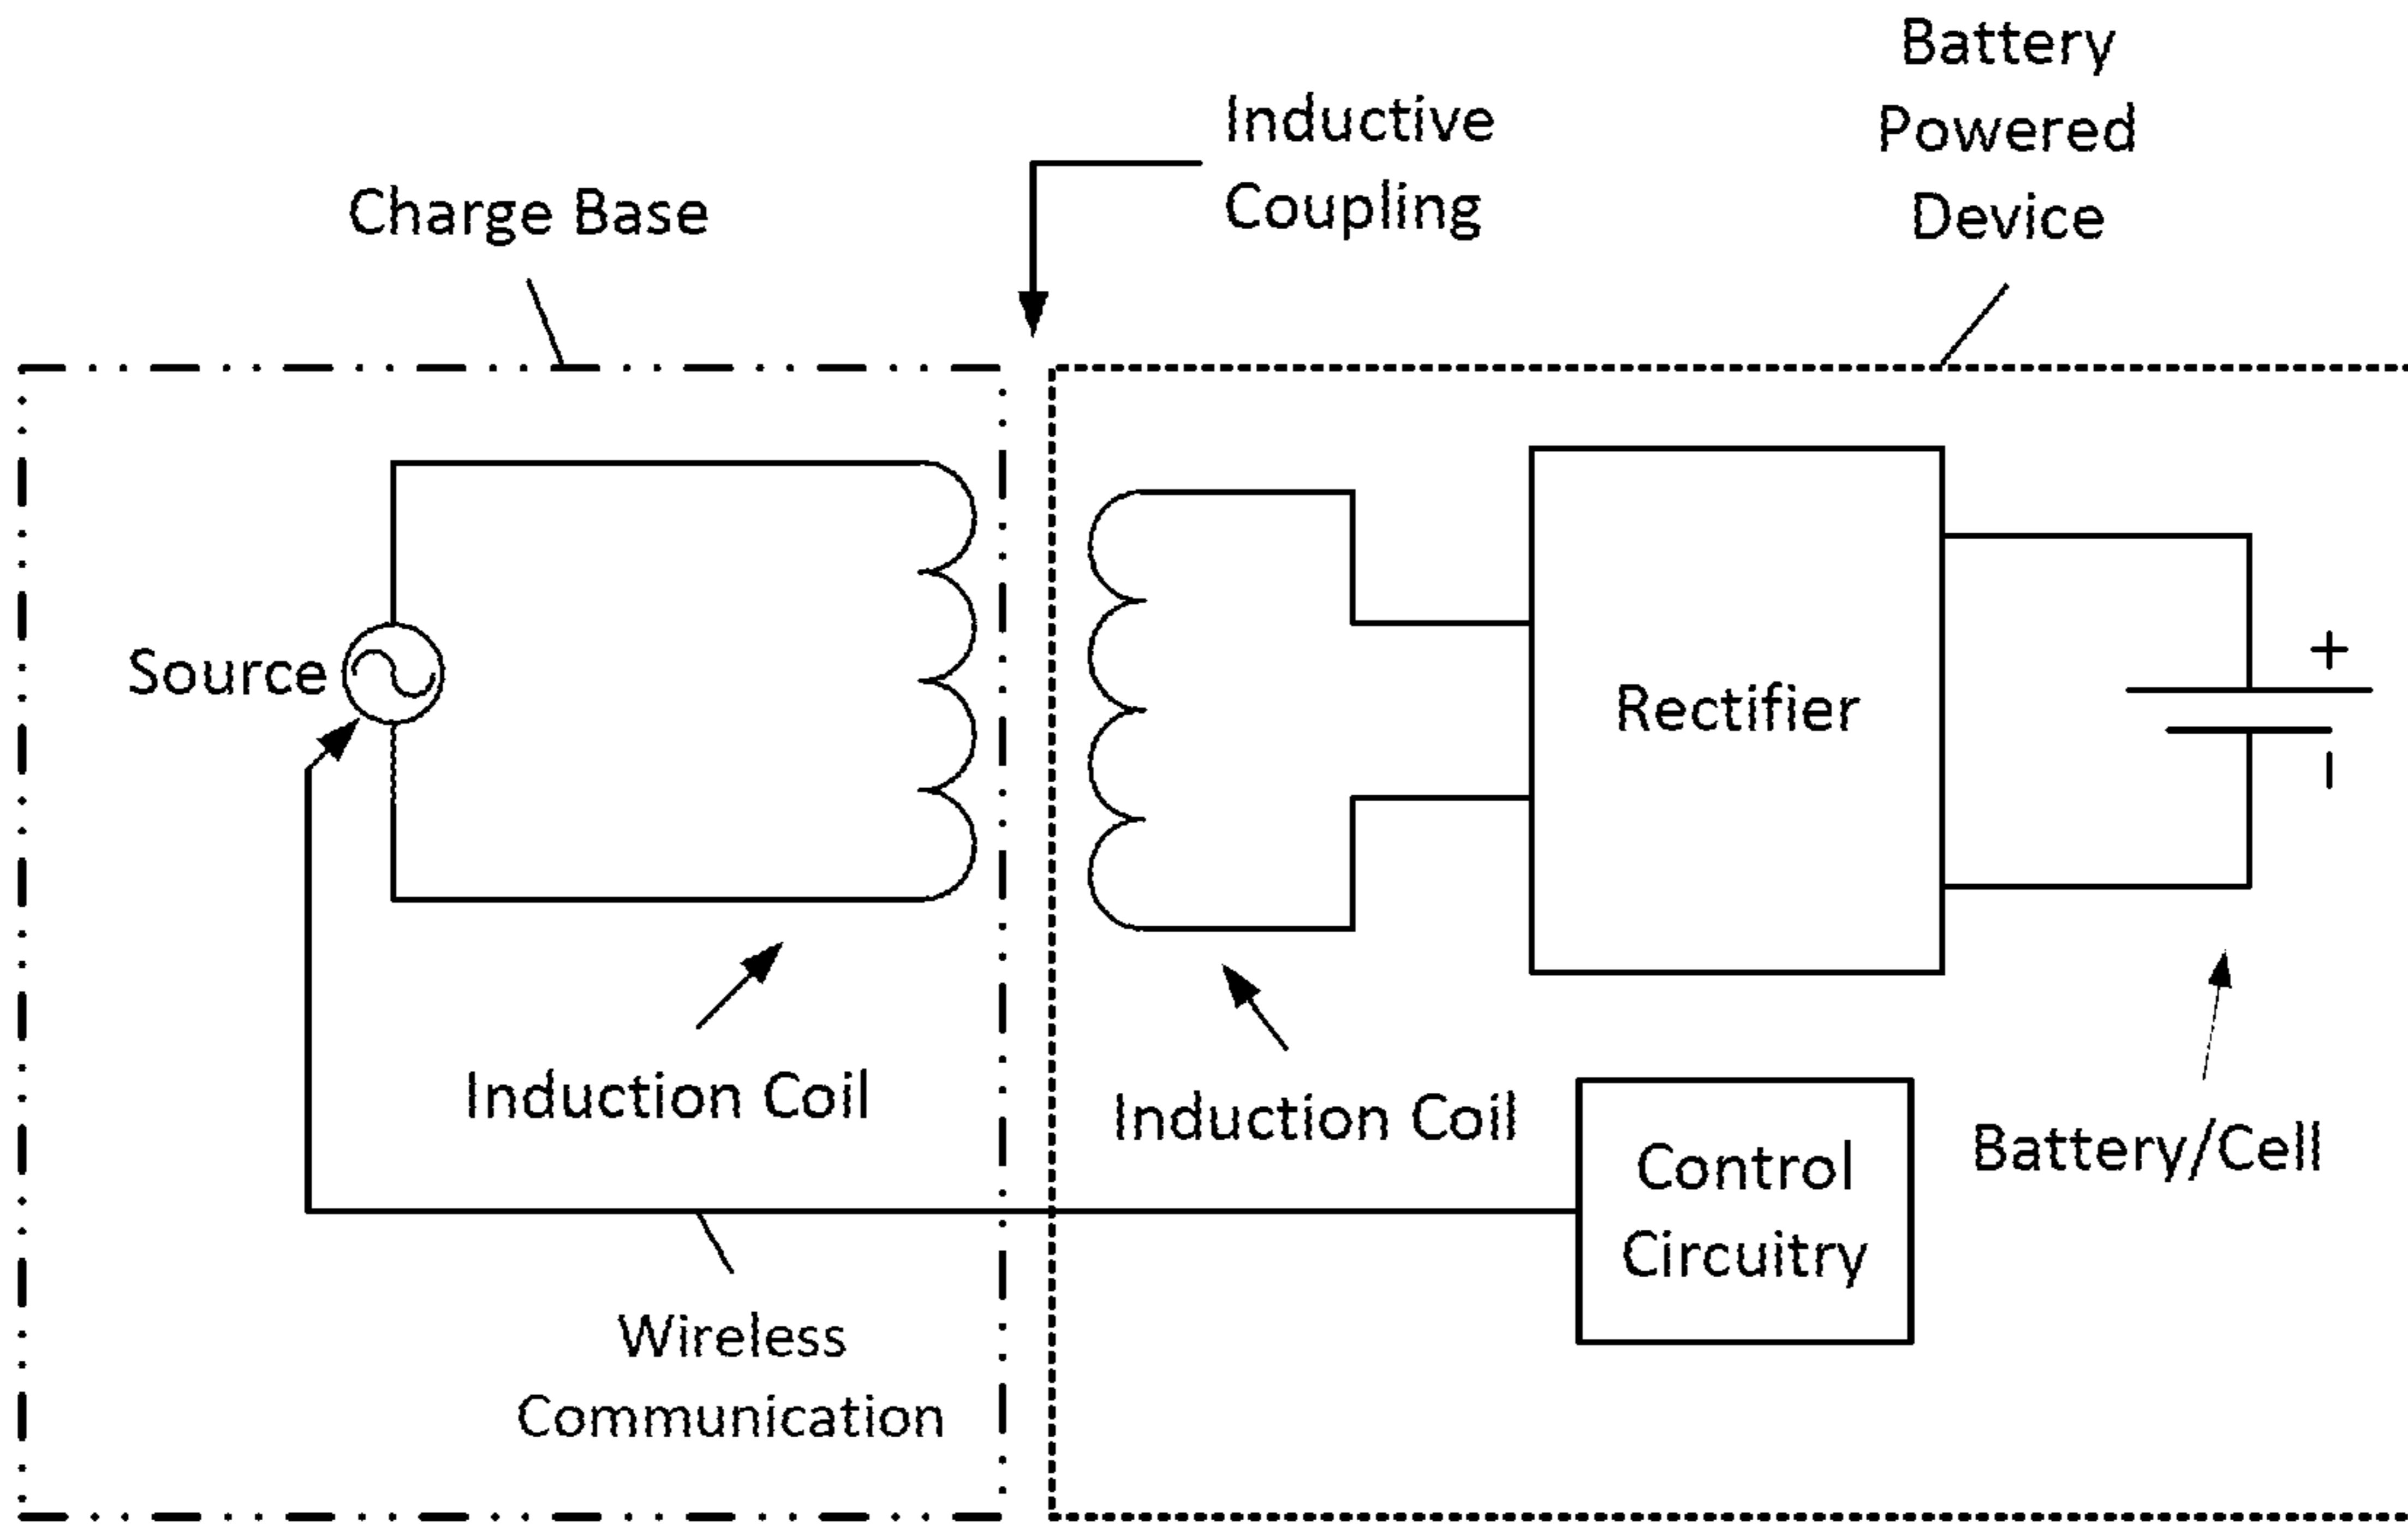 Battery
Powered
Device
Inductive
Coupling
Charge Base
Source
Rectifier
+
-
Induction Coil
Induction Coil
Control
Circuitry
Battery/Cell
Wireless
Communication